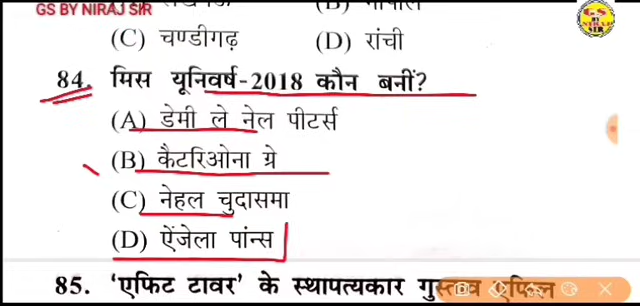 GS BY NIRAJ SIR
(C) चण्डीगढ़ (D) रांची
84. मिस यूनिवर्ष-2018 कौन बनीं?
(A) डेमी ले नेल पीटर्स
(B) कैटरिओना ग्रे
(C) नेहल चुदासमा
(D) ऐंजेला पांन्स
85. 'एफिट टावर' के स्थापत्यकार गुस्ताव